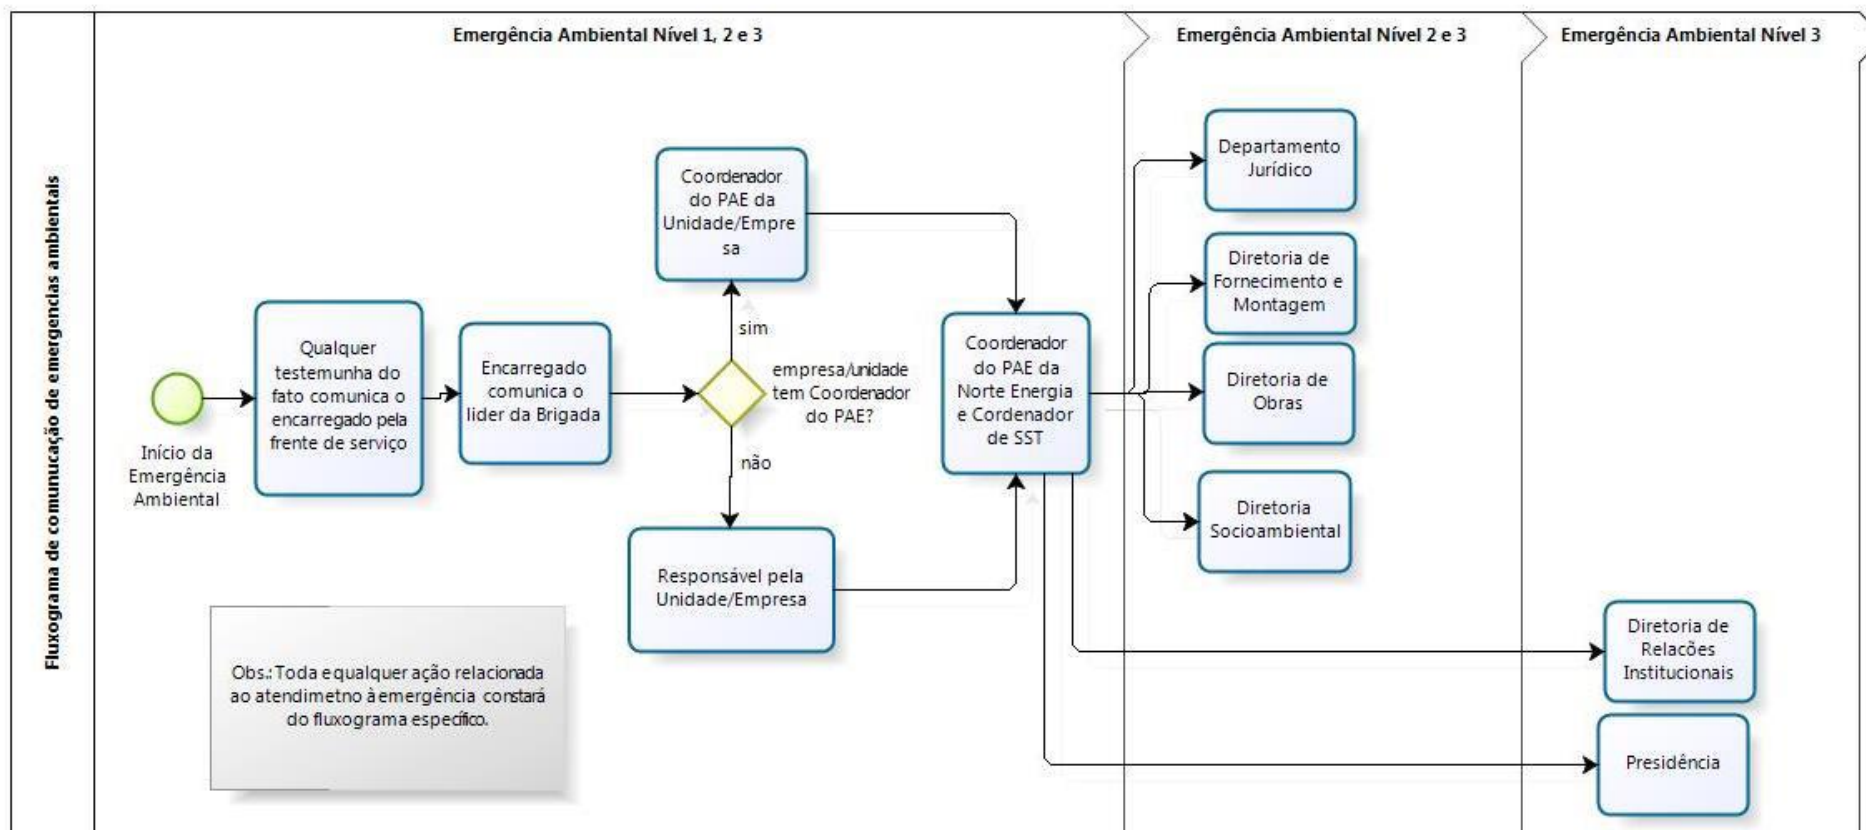 Fluxograma de comunucação de emergencias ambientais
Emergência Ambiental Nível 1, 2 e 3
Emergência Ambiental Nível 2 e 3
Emergência Ambiental Nível 3
Início da
Emergência
Ambiental
Qualquer
testemunha do
fato comunica o
encarregado pela
frente de serviço
Encarregado
comunica o
lider da Brigada
Coordenador
do PAE da
Unidade/Empre
sa
sim
empresa/unidade
tem Coordenador
do PAE?
não
Responsável pela
Unidade/Empresa
Coordenador
do PAE da
Norte Energia
e Cordenador
de SST
Departamento
Jurídico
Diretoria de
Fornecimento e
Montagem
Diretoria de
Obras
Diretoria
Socioambiental
Diretoria de
Relacões
Institucionais
Presidência
Obs.: Toda e qualquer ação relacionada
ao atendimetno à emergência constará
do fluxograma específico.